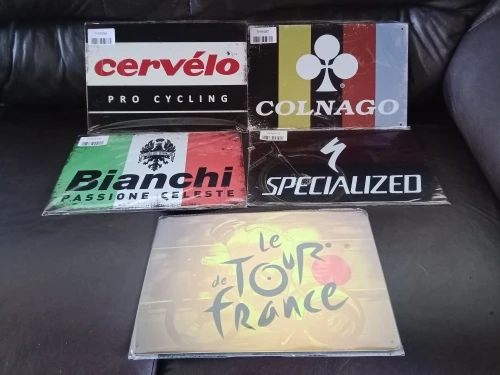 cervélo
PRO CYCLING
COLNAGO
Bianchi
PASSIONE CELESTE
SPECIALIZED
Le
de TOUR
france